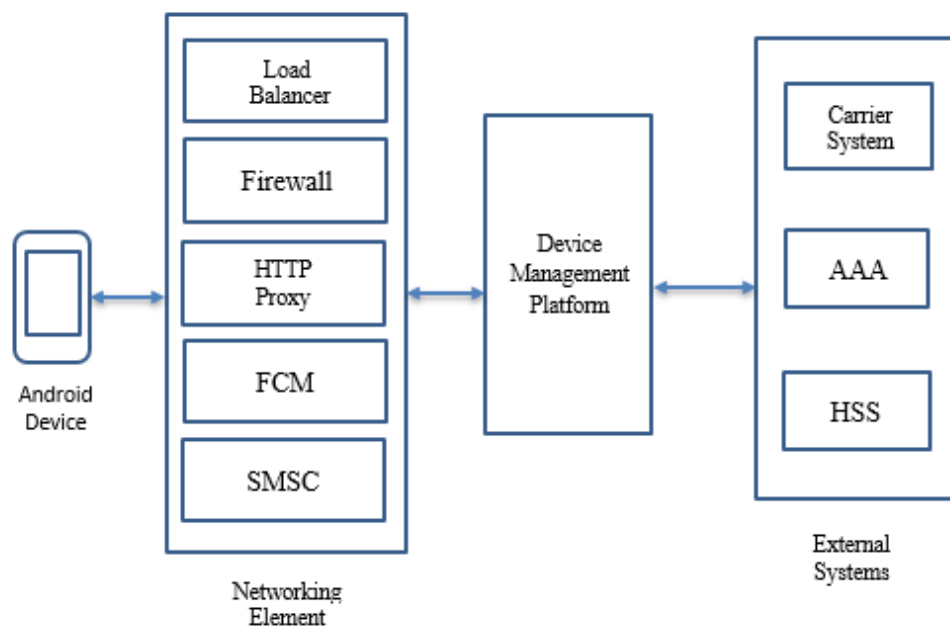 Load
Balancer
Firewall
HTTP
Proxy
FCM
SMSC
Android
Device
Networking
Element
Device
Management
Platform
Carrier
System
AAA
HSS
External
Systems